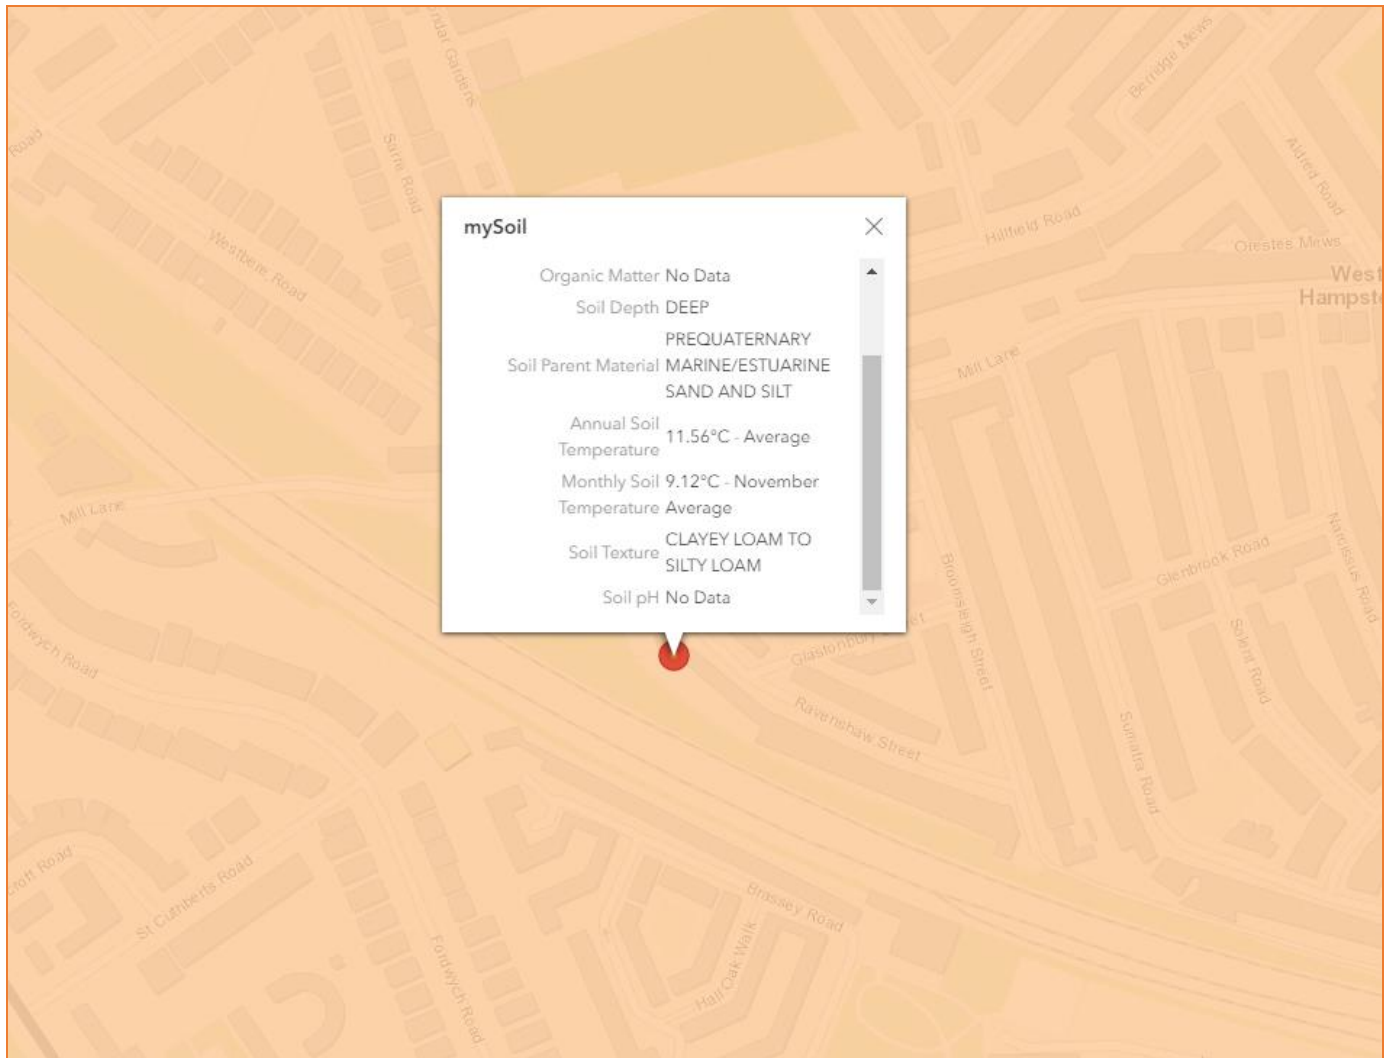 dar Gardens
Berridge Mews
Road
Sarre Road
Aldred Road
mySoil
Hillfield Road
Westbere Road
Orestes Mews
West
Hampst
Organic Matter No Data
Soil Depth DEEP
PREQUATERNARY
Soil Parent Material MARINE/ESTUARINE
SAND AND SILT
Mill Lane
Annual Soil
Temperature 11.56°C - Average
Monthly Soil 9.12°C - November
Temperature Average
Mill Lane
Soil Texture CLAYEY LOAM TO
SILTY LOAM
Narcissus Road
Glenbrook Road
Soil pH No Data
Broomsleigh Street
Fordwych Road
Glastonbury Street
Solent Road
Ravenshaw Street
Sumatra Road
croft Road
St Cuthberts Road
Brassey Road
Fordwych Road
Half Oak Walk